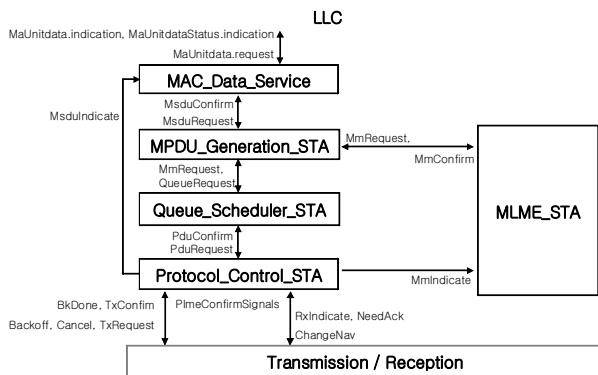 LLC
MaUnitdata.indication, MaUnitdataStatus.indication
MaUnitdata.request
MAC_Data_Service
MsduConfirm
MsduIndicate
MsduRequest
MPDU_Generation_STA
MmRequest,
MmConfirm
MmRequest,
QueueRequest
Queue_Scheduler_STA
MLME_STA
PduConfirm
PduRequest
Protocol_Control_STA
MmIndicate
BkDone, TxConfim
PlmeConfirmSignals
RxIndicate, NeedAck
Backoff, Cancel, TxRequest
ChangeNav
Transmission / Reception